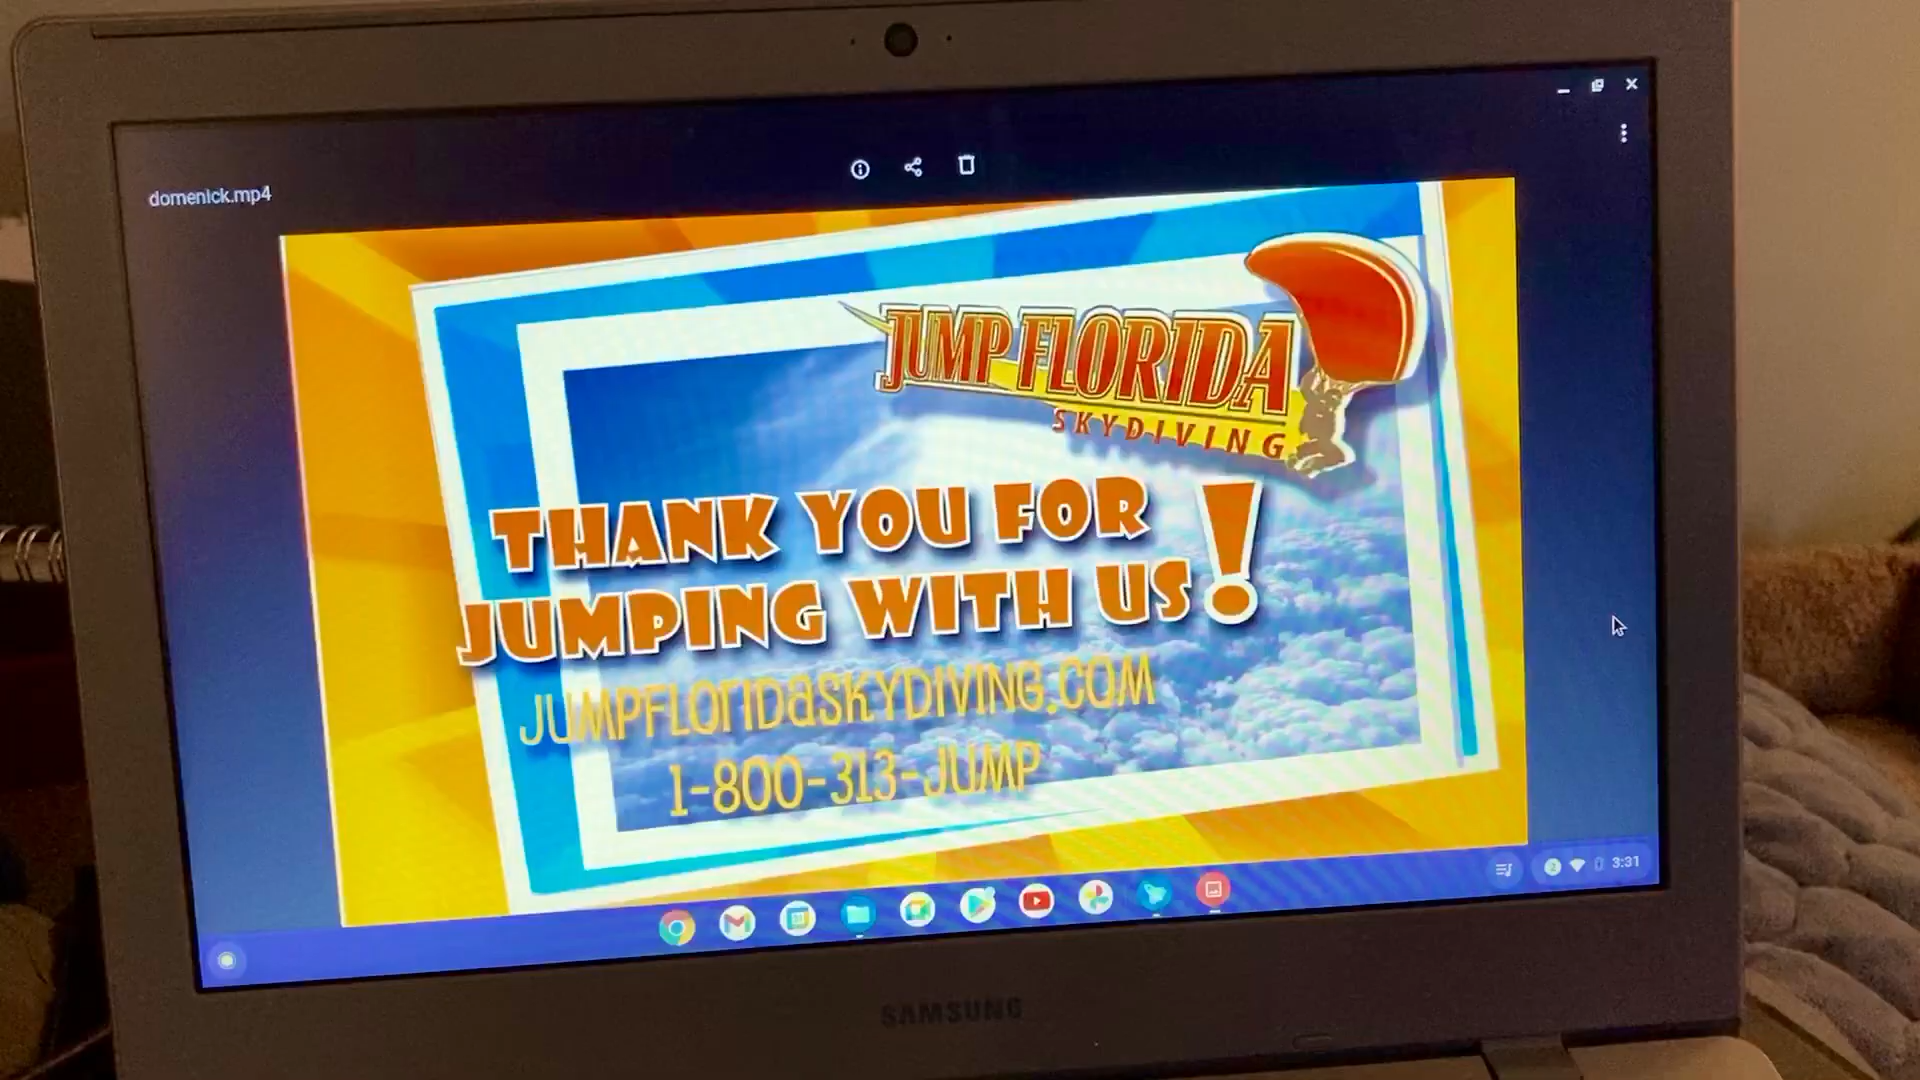 domenick.mp4
JUMP FLORIDA
SKYDIVING
THANK YOU FOR
JUMPING WITH US!
JUMPFLORIDASKYDIVING.COM
1-800-313-JUMP
3:31
SAMSUNG